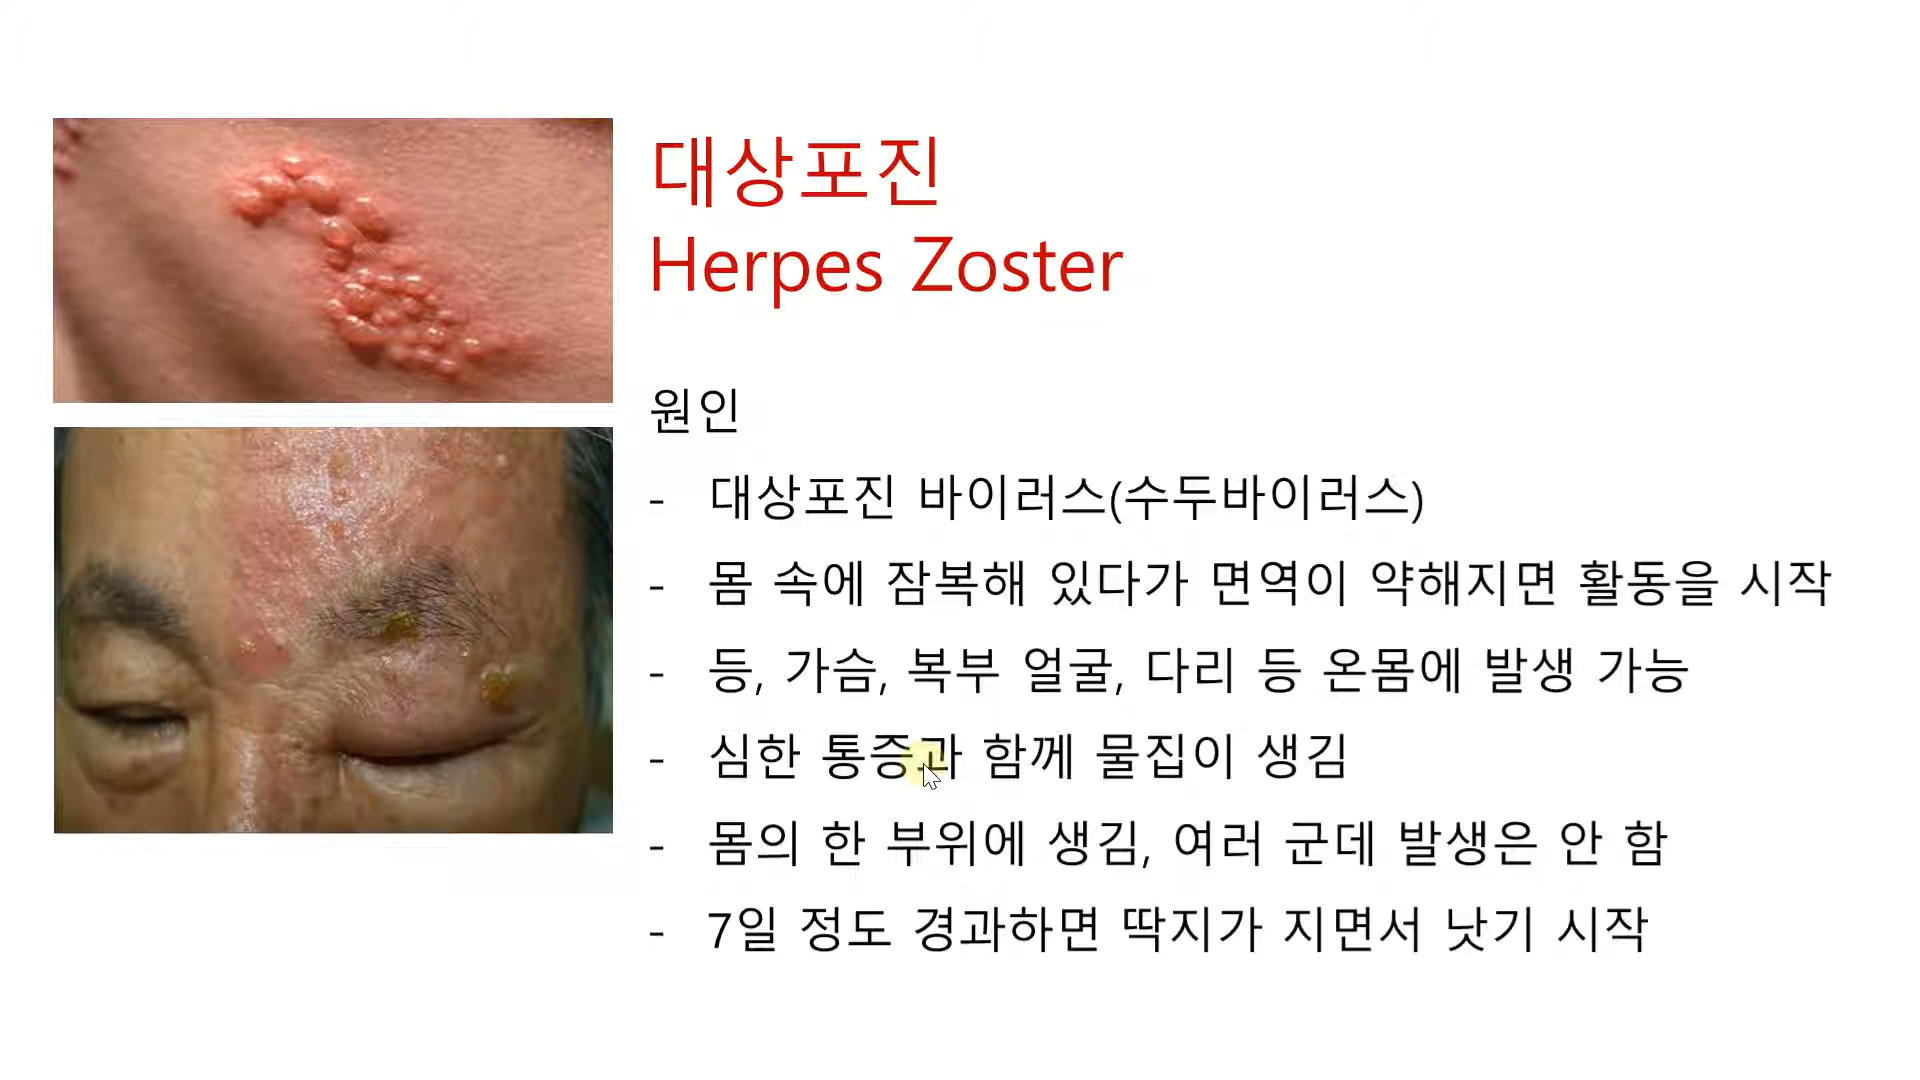 대상포진
Herpes Zoster
원인
- 대상포진 바이러스(수두바이러스)
- 몸 속에 잠복해 있다가 면역이 약해지면 활동을 시작
- 등, 가슴, 복부 얼굴, 다리 등 온몸에 발생 가능
- 심한 통증과 함께 물집이 생김
- 몸의 한 부위에 생김, 여러 군데 발생은 안 함
- 7일 정도 경과하면 딱지가 지면서 낫기 시작